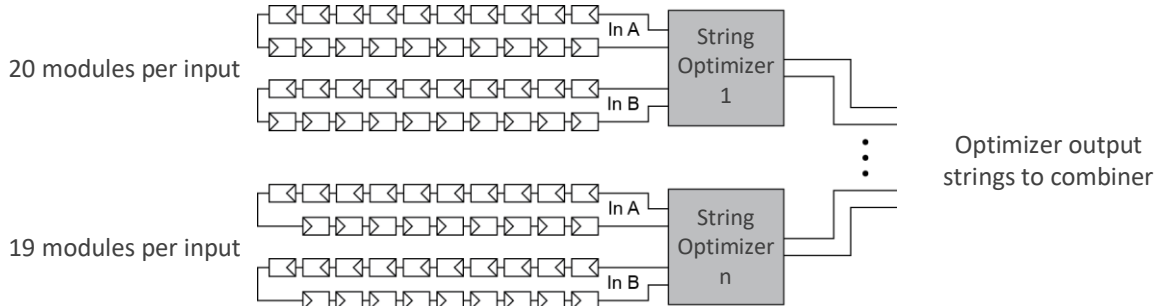 20 modules per input
In A
In B
String
Optimizer
1
19 modules per input
In A
In B
String
Optimizer
n
Optimizer output
strings to combiner